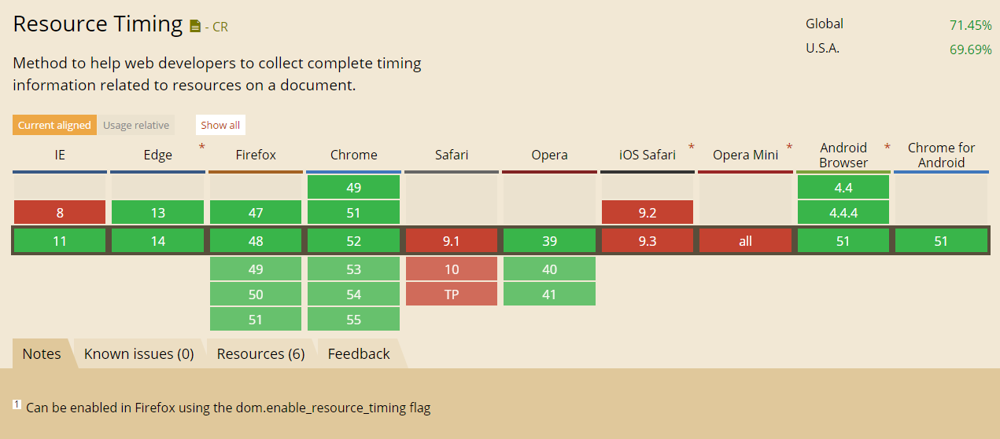 Resource Timing - CR
Global 71.45%
U.S.A. 69.69%
Method to help web developers to collect complete timing
information related to resources on a document.
Current aligned Usage relative Show all
IE Edge * Firefox Chrome Safari Opera iOS Safari * Opera Mini * Android Browser * Chrome for Android
49 4.4
8 13 47 51 9.2 4.4.4
11 14 48 52 9.1 39 9.3 all 51 51
49 53 10 40
50 54 TP 41
51 55
Notes Known issues (0) Resources (6) Feedback
1 Can be enabled in Firefox using the dom.enable_resource_timing flag